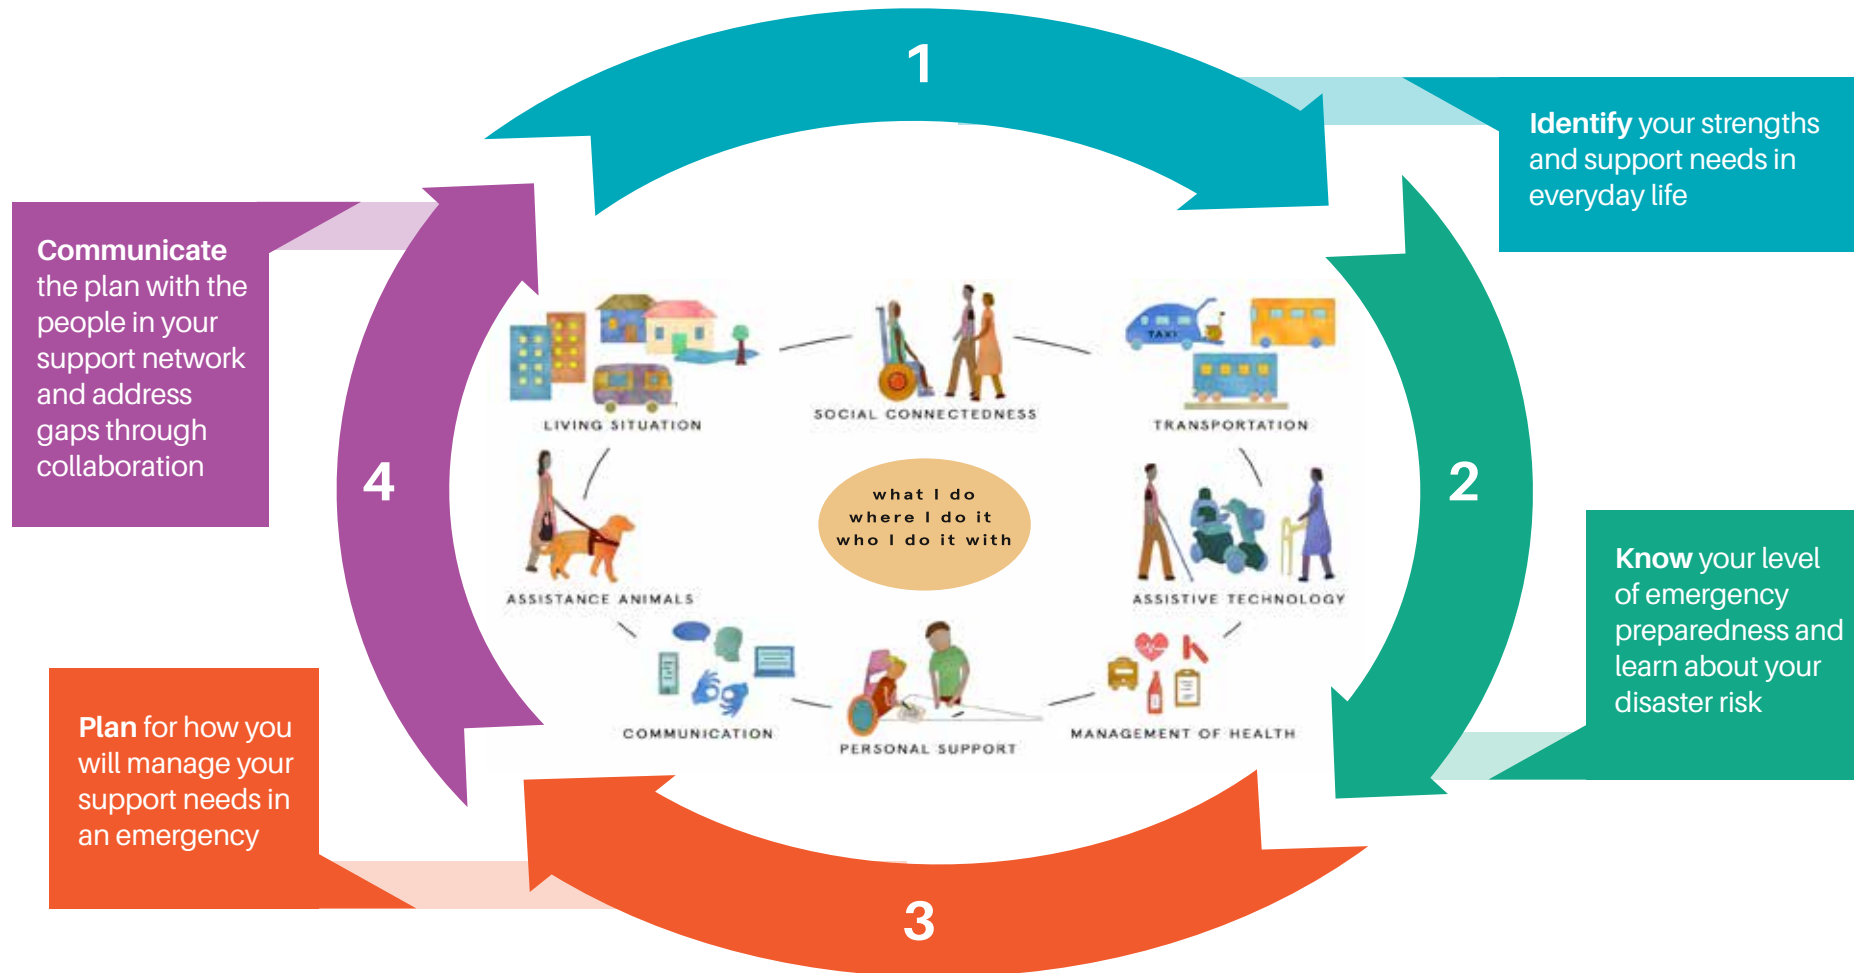 1
Identify your strengths
and support needs in
everyday life
2
Know your level
of emergency
preparedness and
learn about your
disaster risk
3
Plan for how you
will manage your
support needs in
an emergency
4
Communicate
the plan with the
people in your
support network
and address
gaps through
collaboration
LIVING SITUATION
SOCIAL CONNECTEDNESS
TAXI
TRANSPORTATION
what I do
where I do it
who I do it with
ASSISTANCE ANIMALS
ASSISTIVE TECHNOLOGY
COMMUNICATION
PERSONAL SUPPORT
MANAGEMENT OF HEALTH